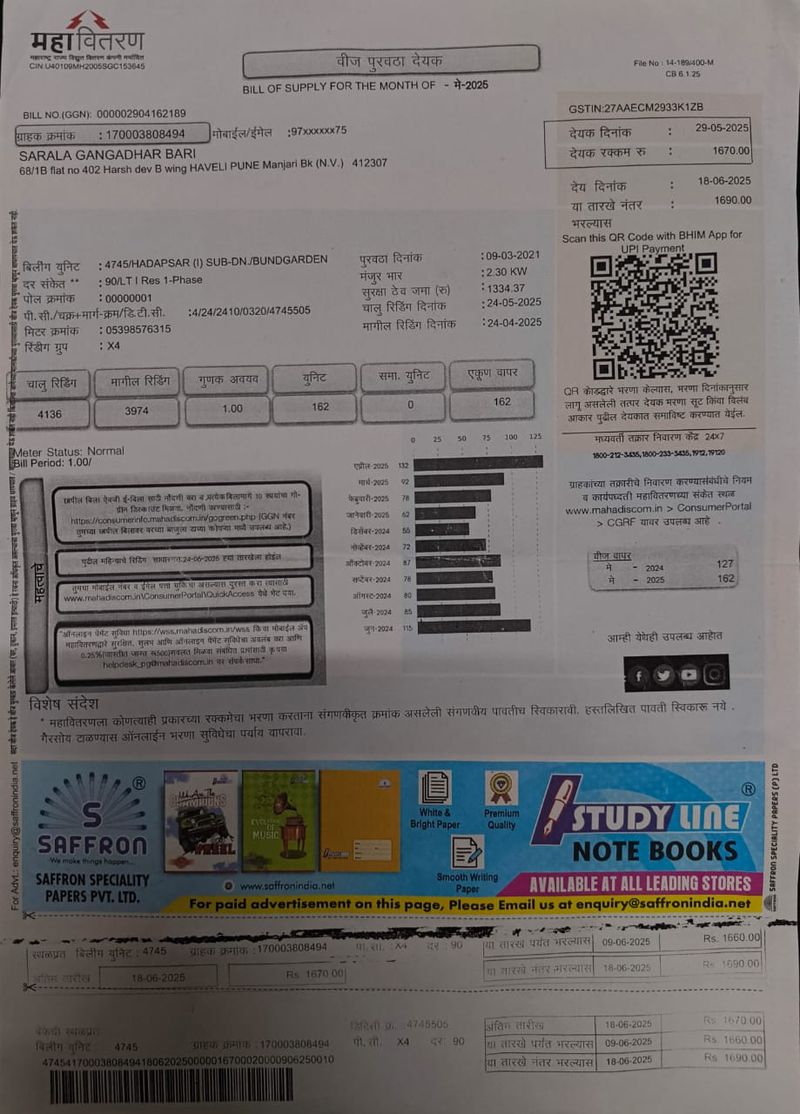 महावितरण
महाराष्ट्र राज्य विद्युत वितरण कंपनी मर्यादित
CIN U40109MH2005SGC153645
वीज पुरवठा देयक
BILL OF SUPPLY FOR THE MONTH OF - मे-2025
File No : 14-189/400-M
CB 6.1.25
BILL NO.(GGN): 000002904162189
ग्राहक क्रमांक : 170003808494 मोबाईल/ईमेल :97xxxxxx75
SARALA GANGADHAR BARI
68/1B flat no 402 Harsh dev B wing HAVELI PUNE Manjari Bk (N.V.) 412307
GSTIN:27AAECM2933K1ZB
देयक दिनांक : 29-05-2025
देयक रक्कम रु : 1670.00
देय दिनांक : 18-06-2025
या तारखे नंतर : 1690.00
भरल्यास
Scan this QR Code with BHIM App for
UPI Payment
बिलींग युनिट : 4745/HADAPSAR (I) SUB-DN./BUNDGARDEN
दर संकेत ** : 90/LT I Res 1-Phase
पोल क्रमांक : 00000001
पी.सी./चक्र+मार्ग-क्रम/डि.टी.सी. :4/24/2410/0320/4745505
मिटर क्रमांक : 05398576315
रिडींग ग्रुप : X4
पुरवठा दिनांक :09-03-2021
मंजुर भार :2.30 KW
सुरक्षा ठेव जमा (रु) :1334.37
चालु रिडिंग दिनांक :24-05-2025
मागील रिडिंग दिनांक :24-04-2025
चालु रिडिंग मागील रिडिंग गुणक अवयव युनिट समा. युनिट एकूण वापर
4136 3974 1.00 162 0 162
QR कोडद्वारे भरणा केल्यास, भरणा दिनांकानुसार
लागू असलेली तत्पर देयक भरणा सूट किंवा विलंब
आकार पुढील देयकात समाविष्ट करण्यात येईल.
मध्यवर्ती तक्रार निवारण केंद्र 24X7
1800-212-3435,1800-233-3435,1912,19120
ग्राहकांच्या तक्रारींचे निवारण करण्यासंबंधीचे नियम
व कार्यपध्दती महावितरणच्या संकेत स्थळ
www.mahadiscom.in > ConsumerPortal
> CGRF यावर उपलब्ध आहे .
वीज वापर
मे - 2024 127
मे - 2025 162
आम्ही येथेही उपलब्ध आहोत
Meter Status: Normal
Bill Period: 1.00/
महत्वाचे
छापील बिला ऐवजी ई-बिला साठी नोंदणी करा व प्रत्येक बिलामागे 10 रुपयांचा गो-
ग्रीन डिस्काउंट मिळवा. नोंदणी करण्यासाठी :-
https://consumerinfo.mahadiscom.in/gogreen.php (GGN नंबर
तुमच्या छापील बिलावर वरच्या बाजूला डाव्या कोपऱ्या मध्ये उपलब्ध आहे.)
पुढील महिन्याचे रिडिंग साधारणत:24-06-2025 ह्या तारखेला होईल
तुमचा मोबाईल नंबर व ईमेल पत्ता चुकीचा असल्यास दुरुस्त करा त्यासाठी
www.mahadiscom.in\ConsumerPortal\QuickAccess येथे भेट द्या.
"ऑनलाइन पेमेंट सुविधा https://wss.mahadiscom.in/wss किंवा मोबाईल ॲप
महावितरणद्वारे सुरक्षित, सुलभ आणि ऑनलाइन पेमेंट सुविधेचा अवलंब करा आणि
helpdesk_pg@mahadiscom.in वर संपर्क साधा."
0 25 50 75 100 125
एप्रील-2025 132
मार्च-2025 92
फेब्रुवारी-2025 78
जानेवारी-2025 62
डिसेंबर-2024 55
नोव्हेंबर-2024 72
ऑक्टोबर-2024 87
सप्टेंबर-2024 78
ऑगस्ट-2024 80
जुलै-2024 85
जुन-2024 115
विशेष संदेश
* महावितरणला कोणत्याही प्रकारच्या रक्कमेचा भरणा करताना संगणकीकृत क्रमांक असलेली संगणकीय पावतीच स्विकारावी. हस्तलिखित पावती स्विकारू नये .
गैरसोय टाळण्यास ऑनलाईन भरणा सुविधेचा पर्याय वापरावा.
For Advt.: enquiry@saffronindia.net
SAFFRON
We make things happen...
SAFFRON SPECIALITY
PAPERS PVT. LTD.
www.saffronindia.net
White &
Bright Paper
Premium
Quality
Smooth Writing
Paper
STUDY LINE
NOTE BOOKS
AVAILABLE AT ALL LEADING STORES
For paid advertisement on this page, Please Email us at enquiry@saffronindia.net
SAFFRON SPECIALITY PAPERS (P) LTD
स्थळप्रत बिलींग युनिट : 4745 ग्राहक क्रमांक :170003808494 पी. सी. X4 दर : 90 या तारखे पर्यंत भरल्यास 09-06-2025 Rs. 1660.00
अंतिम तारीख 18-06-2025 Rs 1670.00 या तारखे नंतर भरल्यास 18-06-2025 Rs 1690.00
बँकेची स्थळप्रत डिटिसी क्र. :4745505 अंतिम तारीख 18-06-2025 Rs 1670.00
बिलींग युनिट : 4745 ग्राहक क्रमांक : 170003808494 पी. सी. X4 दर: 90 या तारखे पर्यंत भरल्यास 09-06-2025 Rs 1660.00
या तारखे नंतर भरल्यास 18-06-2025 Rs 1690.00
4745417000380849418062025000001670002000090625 0010